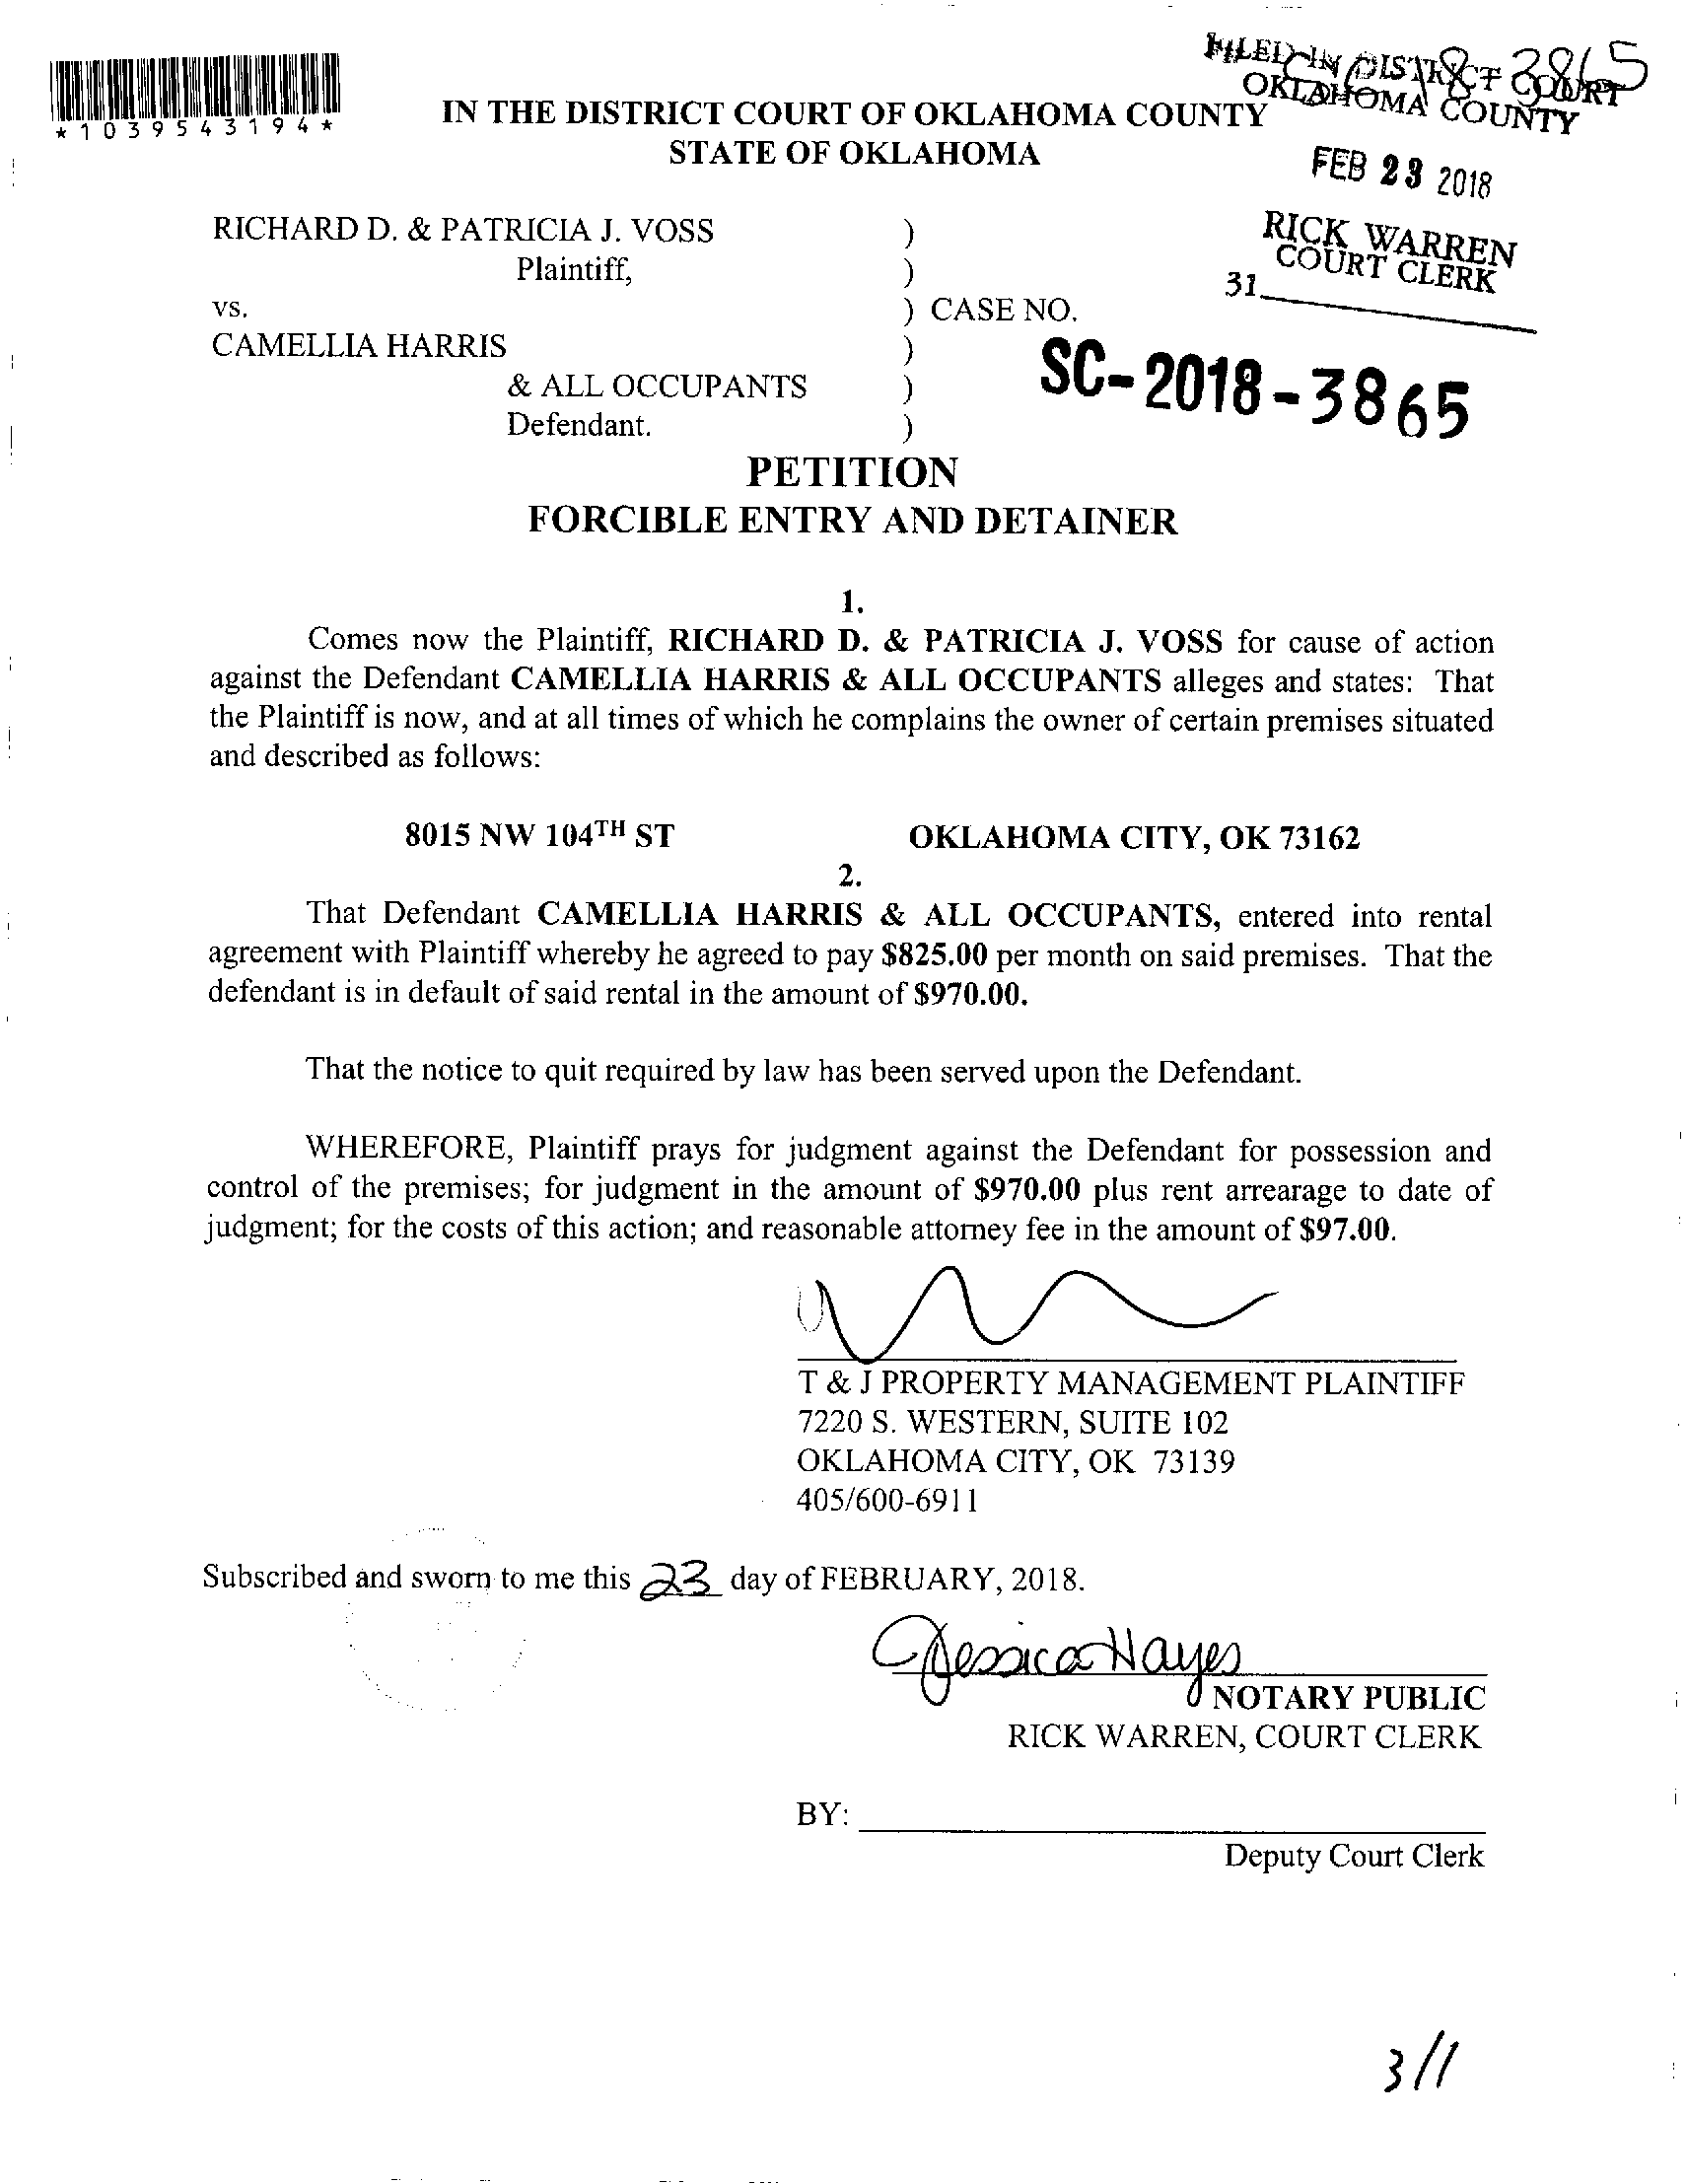 *1039543194*
FILED IN DISTRICT COURT
OKLAHOMA COUNTY
18-3865
IN THE DISTRICT COURT OF OKLAHOMA COUNTY
STATE OF OKLAHOMA
FEB 23 2018
RICK WARREN
COURT CLERK
31
RICHARD D. & PATRICIA J. VOSS )
Plaintiff, )
vs. ) CASE NO.
CAMELLIA HARRIS )
& ALL OCCUPANTS )
Defendant. )
SC-2018-3865
PETITION
FORCIBLE ENTRY AND DETAINER
1.
Comes now the Plaintiff, RICHARD D. & PATRICIA J. VOSS for cause of action
against the Defendant CAMELLIA HARRIS & ALL OCCUPANTS alleges and states: That
the Plaintiff is now, and at all times of which he complains the owner of certain premises situated
and described as follows:
8015 NW 104TH ST OKLAHOMA CITY, OK 73162
2.
That Defendant CAMELLIA HARRIS & ALL OCCUPANTS, entered into rental
agreement with Plaintiff whereby he agreed to pay $825.00 per month on said premises. That the
defendant is in default of said rental in the amount of $970.00.
That the notice to quit required by law has been served upon the Defendant.
WHEREFORE, Plaintiff prays for judgment against the Defendant for possession and
control of the premises; for judgment in the amount of $970.00 plus rent arrearage to date of
judgment; for the costs of this action; and reasonable attorney fee in the amount of $97.00.
T & J PROPERTY MANAGEMENT PLAINTIFF
7220 S. WESTERN, SUITE 102
OKLAHOMA CITY, OK 73139
405/600-6911
Subscribed and sworn to me this 23 day of FEBRUARY, 2018.
Jessica Hayes
NOTARY PUBLIC
RICK WARREN, COURT CLERK
BY:
Deputy Court Clerk
3/1